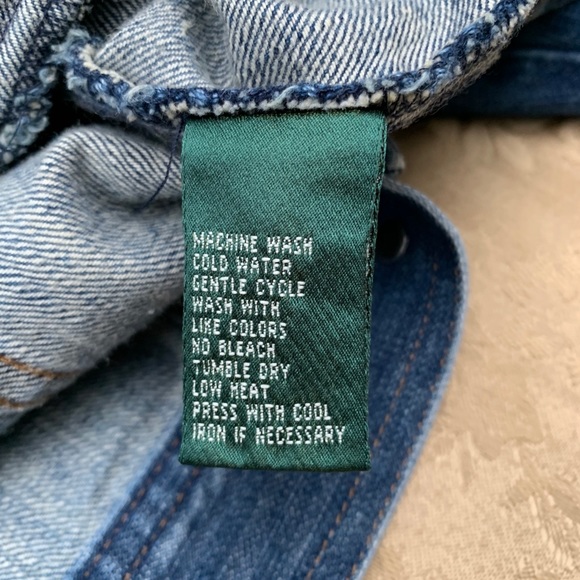 MACHINE WASH
COLD WATER
GENTLE CYCLE
WASH WITH
LIKE COLORS
NO BLEACH
TUMBLE DRY
LOW HEAT
PRESS WITH COOL
IRON IF NECESSARY